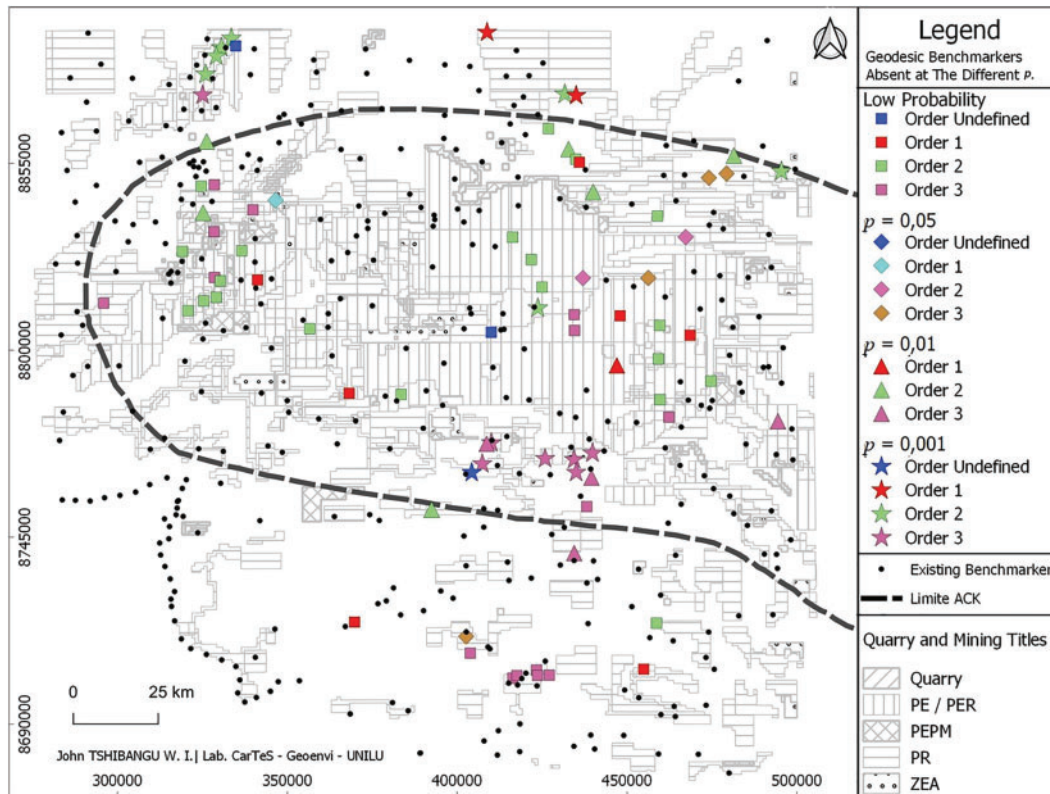 Legend
Geodesic Benchmarkers
Absent at The Different P.
Low Probability
Order Undefined
Order 1
Order 2
Order 3
p = 0,05
Order Undefined
Order 1
Order 2
Order 3
p = 0,01
Order 1
Order 2
Order 3
p = 0,001
Order Undefined
Order 1
Order 2
Order 3
Existing Benchmarker
Limite ACK
Quarry and Mining Titles
Quarry
PE / PER
PEPM
PR
ZEA
8855000
8800000
8745000
8690000
0 25 km
John TSHIBANGU W. I.| Lab. CarTeS - Geoenvi - UNILU
300000 350000 400000 450000 500000